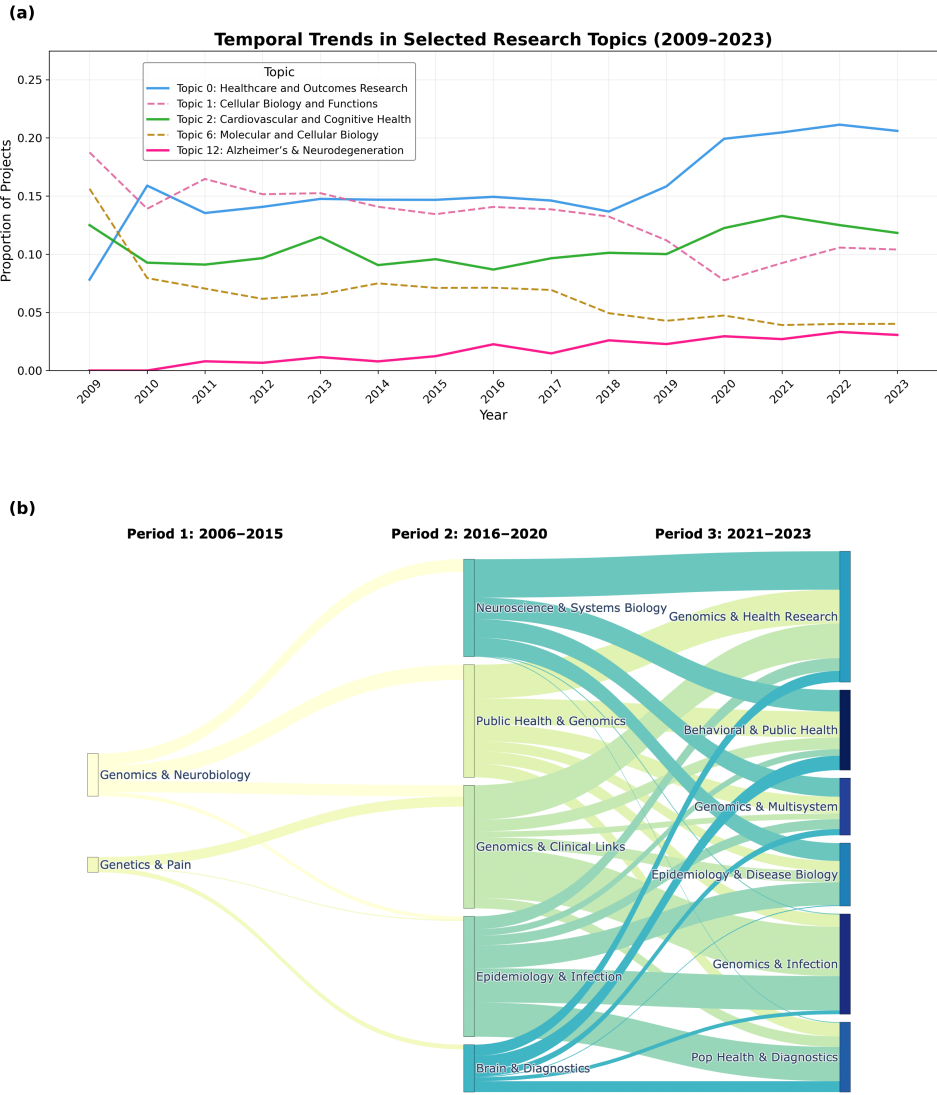 (a)
Temporal Trends in Selected Research Topics (2009–2023)
Proportion of Projects
0.25
0.20
0.15
0.10
0.05
0.00
Topic
Topic 0: Healthcare and Outcomes Research
Topic 1: Cellular Biology and Functions
Topic 2: Cardiovascular and Cognitive Health
Topic 6: Molecular and Cellular Biology
Topic 12: Alzheimer's & Neurodegeneration
2009 2010 2011 2012 2013 2014 2015 2016 2017 2018 2019 2020 2021 2022 2023
Year
(b)
Period 1: 2006−2015 Period 2: 2016−2020 Period 3: 2021−2023
Genomics & Neurobiology
Genetics & Pain
Neuroscience & Systems Biology
Public Health & Genomics
Genomics & Clinical Links
Epidemiology & Infection
Brain & Diagnostics
Genomics & Health Research
Behavioral & Public Health
Genomics & Multisystem
Epidemiology & Disease Biology
Genomics & Infection
Pop Health & Diagnostics